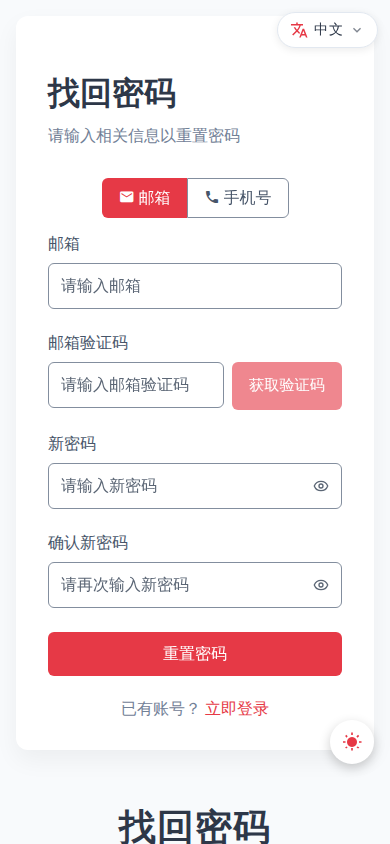 中文
找回密码
请输入相关信息以重置密码
邮箱 手机号
邮箱
请输入邮箱
邮箱验证码
请输入邮箱验证码 获取验证码
新密码
请输入新密码
确认新密码
请再次输入新密码
重置密码
已有账号？ 立即登录
找回密码